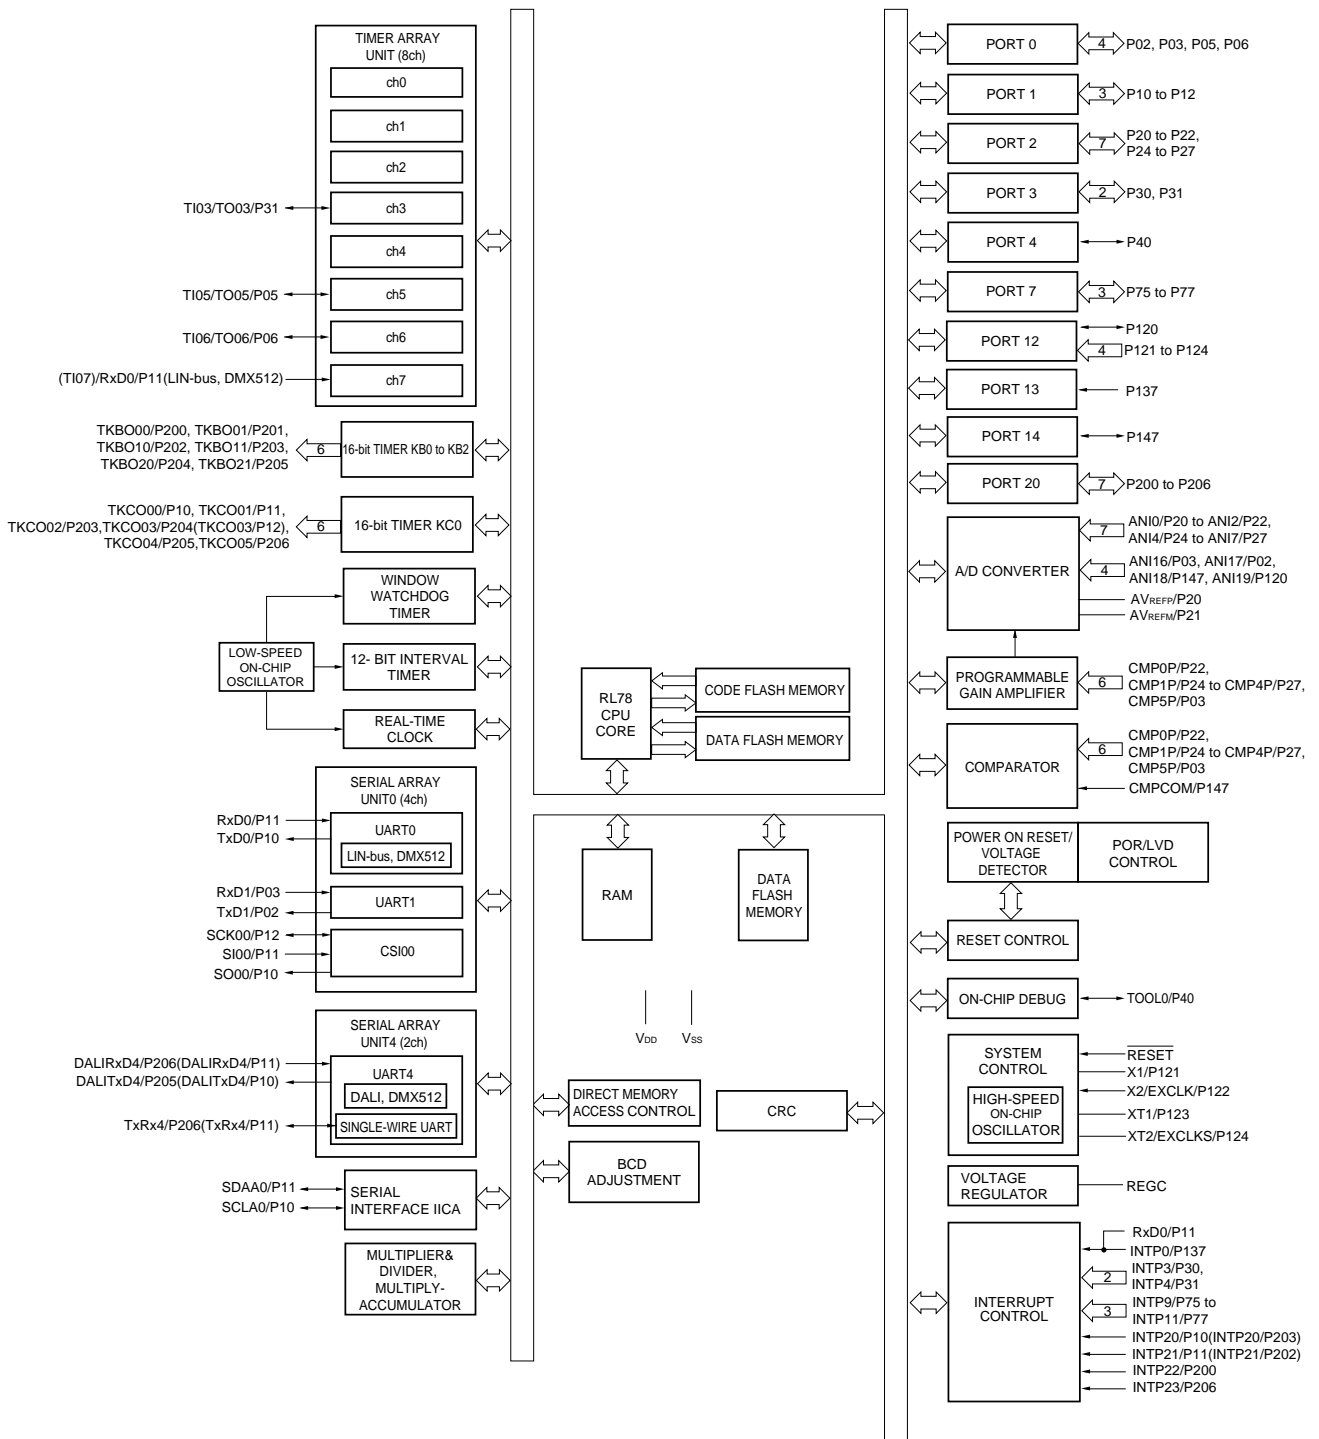 TIMER ARRAY
UNIT (8ch)
ch0
ch1
ch2
TI03/TO03/P31
ch3
ch4
TI05/TO05/P05
ch5
TI06/TO06/P06
ch6
(TI07)/RxD0/P11(LIN-bus, DMX512)
ch7
TKBO00/P200, TKBO01/P201,
TKBO10/P202, TKBO11/P203,
TKBO20/P204, TKBO21/P205
6
16-bit TIMER KB0 to KB2
TKCO00/P10, TKCO01/P11,
TKCO02/P203,TKCO03/P204(TKCO03/P12),
TKCO04/P205,TKCO05/P206
6
16-bit TIMER KC0
WINDOW
WATCHDOG
TIMER
LOW-SPEED
ON-CHIP
OSCILLATOR
12- BIT INTERVAL
TIMER
REAL-TIME
CLOCK
SERIAL ARRAY
UNIT0 (4ch)
RxD0/P11
TxD0/P10
UART0
LIN-bus, DMX512
RxD1/P03
TxD1/P02
UART1
SCK00/P12
SI00/P11
SO00/P10
CSI00
SERIAL ARRAY
UNIT4 (2ch)
DALIRxD4/P206(DALIRxD4/P11)
DALITxD4/P205(DALITxD4/P10)
UART4
DALI, DMX512
TxRx4/P206(TxRx4/P11)
SINGLE-WIRE UART
SDAA0/P11
SCLA0/P10
SERIAL
INTERFACE IICA
MULTIPLIER&
DIVIDER,
MULTIPLY-
ACCUMULATOR
RL78
CPU
CORE
CODE FLASH MEMORY
DATA FLASH MEMORY
RAM
DATA
FLASH
MEMORY
VDD
VSS
DIRECT MEMORY
ACCESS CONTROL
CRC
BCD
ADJUSTMENT
PORT 0
4
P02, P03, P05, P06
PORT 1
3
P10 to P12
PORT 2
7
P20 to P22,
P24 to P27
PORT 3
2
P30, P31
PORT 4
P40
PORT 7
3
P75 to P77
PORT 12
P120
4
P121 to P124
PORT 13
P137
PORT 14
P147
PORT 20
7
P200 to P206
A/D CONVERTER
7
ANI0/P20 to ANI2/P22,
ANI4/P24 to ANI7/P27
4
ANI16/P03, ANI17/P02,
ANI18/P147, ANI19/P120
AVREFP/P20
AVREFM/P21
PROGRAMMABLE
GAIN AMPLIFIER
6
CMP0P/P22,
CMP1P/P24 to CMP4P/P27,
CMP5P/P03
COMPARATOR
6
CMP0P/P22,
CMP1P/P24 to CMP4P/P27,
CMP5P/P03
CMPCOM/P147
POWER ON RESET/
VOLTAGE
DETECTOR
POR/LVD
CONTROL
RESET CONTROL
ON-CHIP DEBUG
TOOL0/P40
SYSTEM
CONTROL
HIGH-SPEED
ON-CHIP
OSCILLATOR
RESET
X1/P121
X2/EXCLK/P122
XT1/P123
XT2/EXCLKS/P124
VOLTAGE
REGULATOR
REGC
INTERRUPT
CONTROL
RxD0/P11
INTP0/P137
2
INTP3/P30,
INTP4/P31
3
INTP9/P75 to
INTP11/P77
INTP20/P10(INTP20/P203)
INTP21/P11(INTP21/P202)
INTP22/P200
INTP23/P206